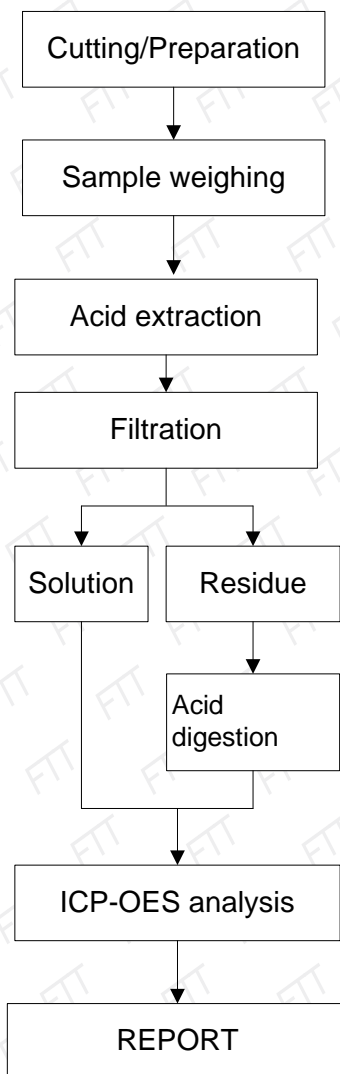 Cutting/Preparation
Sample weighing
Acid extraction
Filtration
Solution
Residue
Acid
digestion
ICP-OES analysis
REPORT